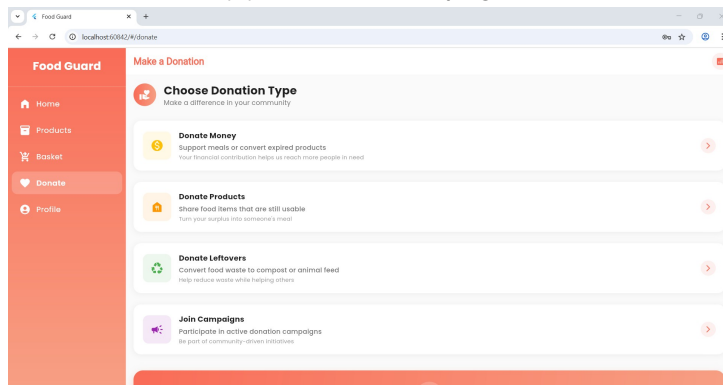 Food Guard
localhost:60842/#/donate
Food Guard
Home
Products
Basket
Donate
Profile
Make a Donation
Choose Donation Type
Make a difference in your community
Donate Money
Support meals or convert expired products
Your financial contribution helps us reach more people in need
Donate Products
Share food items that are still usable
Turn your surplus into someone's meal
Donate Leftovers
Convert food waste to compost or animal feed
Help reduce waste while helping others
Join Campaigns
Participate in active donation campaigns
Be part of community-driven initiatives